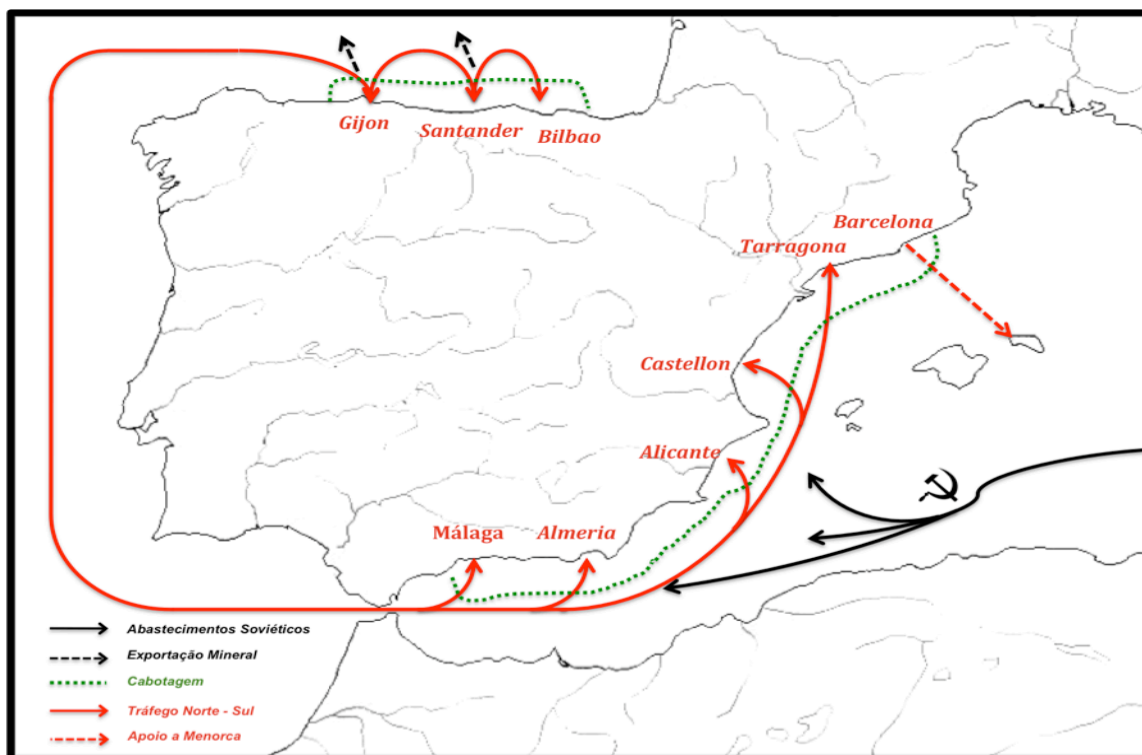 Gijon
Santander
Bilbao
Barcelona
Tarragona
Castellon
Alicante
Málaga
Almeria
Abastecimentos Soviéticos
Exportação Mineral
Cabotagem
Tráfego Norte - Sul
Apoio a Menorca